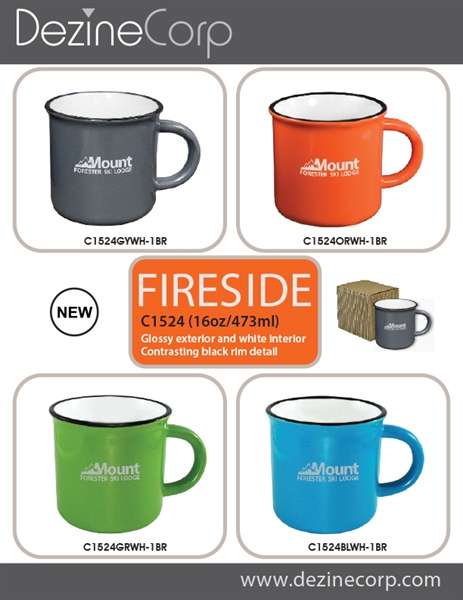 DezineCorp
Mount
FORESTER SKI LODGE
C1524GYWH-1BR
Mount
FORESTER SKI LODGE
C1524ORWH-1BR
NEW
FIRESIDE
C1524 (16oz/473ml)
Glossy exterior and white interior
Contrasting black rim detail
Mount
Mount
FORESTER SKI LODGE
C1524GRWH-1BR
Mount
FORESTER SKI LODGE
C1524BLWH-1BR
www.dezinecorp.com